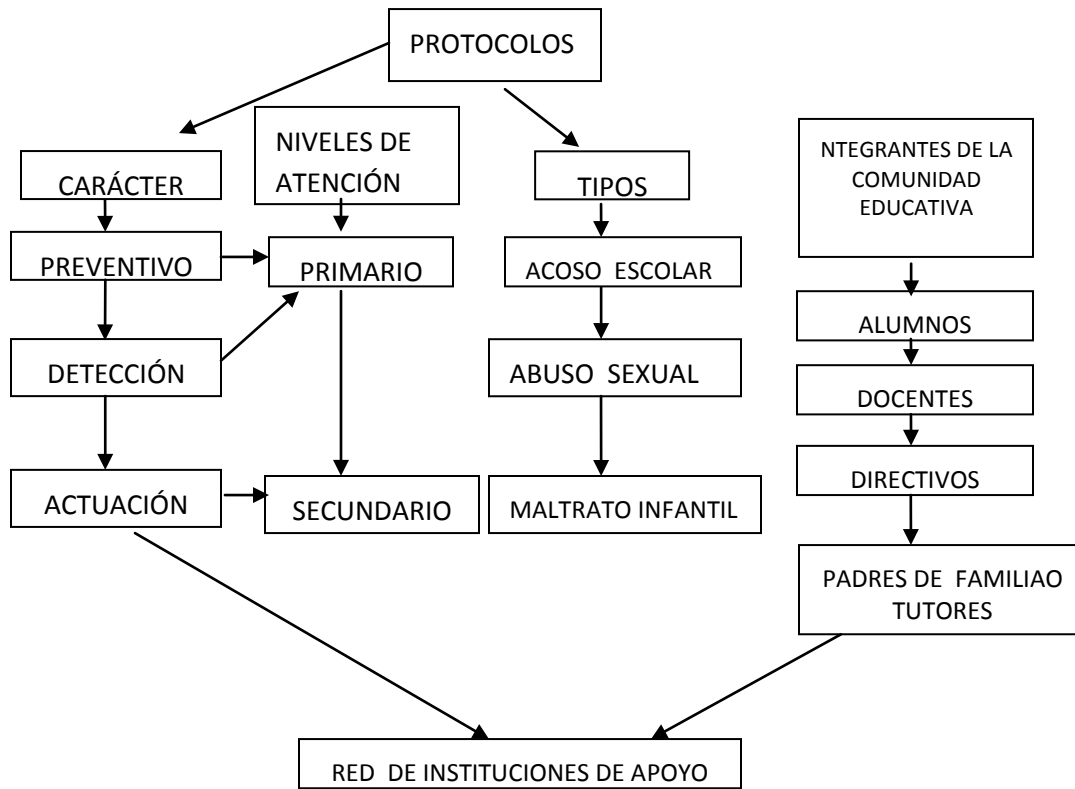 PROTOCOLOS
NIVELES DE
ATENCIÓN
CARÁCTER
TIPOS
NTEGRANTES DE LA
COMUNIDAD
EDUCATIVA
PREVENTIVO
PRIMARIO
ACOSO ESCOLAR
ALUMNOS
DETECCIÓN
ABUSO SEXUAL
DOCENTES
ACTUACIÓN
SECUNDARIO
MALTRATO INFANTIL
DIRECTIVOS
PADRES DE FAMILIAO
TUTORES
RED DE INSTITUCIONES DE APOYO